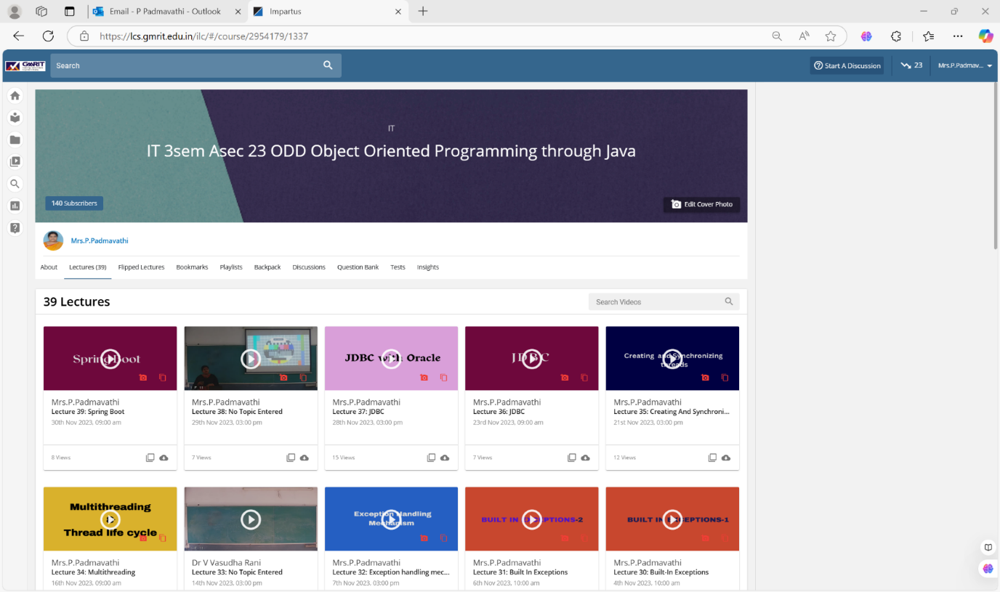 Email - P Padmavathi - Outlook
Impartus
https://lcs.gmrit.edu.in/ilc/#/course/2954179/1337
GMRIT
Search
Start A Discussion
23
Mrs.P.Padmav...
IT
IT 3sem Asec 23 ODD Object Oriented Programming through Java
140 Subscribers
Edit Cover Photo
Mrs.P.Padmavathi
About Lectures (39) Flipped Lectures Bookmarks Playlists Backpack Discussions Question Bank Tests Insights
39 Lectures
Search Videos
Spring Boot
Mrs.P.Padmavathi
Lecture 39: Spring Boot
30th Nov 2023, 09:00 am
8 Views
Mrs.P.Padmavathi
Lecture 38: No Topic Entered
29th Nov 2023, 03:00 pm
7 Views
JDBC with Oracle
Mrs.P.Padmavathi
Lecture 37: JDBC
28th Nov 2023, 03:00 pm
15 Views
JDBC
Mrs.P.Padmavathi
Lecture 36: JDBC
23rd Nov 2023, 09:00 am
7 Views
Creating and Synchronizing
threads
Mrs.P.Padmavathi
Lecture 35: Creating And Synchroni...
21st Nov 2023, 03:00 pm
12 Views
Multithreading
Thread life cycle
Mrs.P.Padmavathi
Lecture 34: Multithreading
16th Nov 2023, 09:00 am
Dr V Vasudha Rani
Lecture 33: No Topic Entered
14th Nov 2023, 03:00 pm
Exception Handling
Mechanism
Mrs.P.Padmavathi
Lecture 32: Exception handling mec...
7th Nov 2023, 03:00 pm
BUILT IN EXCEPTIONS-2
Mrs.P.Padmavathi
Lecture 31: Built In Exceptions
6th Nov 2023, 10:00 am
BUILT IN EXCEPTIONS-1
Mrs.P.Padmavathi
Lecture 30: Built-In Exceptions
4th Nov 2023, 10:00 am